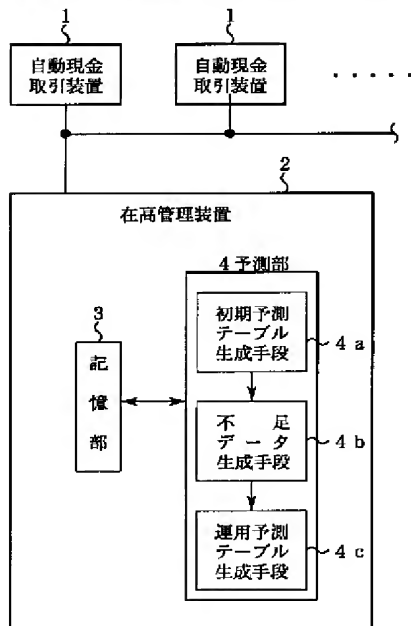 1
自動現金
取引装置
1
自動現金
取引装置
.....
2
在高管理装置
4 予測部
3
記
憶
部
初期予測
テーブル
生成手段
4a
不足
データ
生成手段
4b
運用予測
テーブル
生成手段
4c